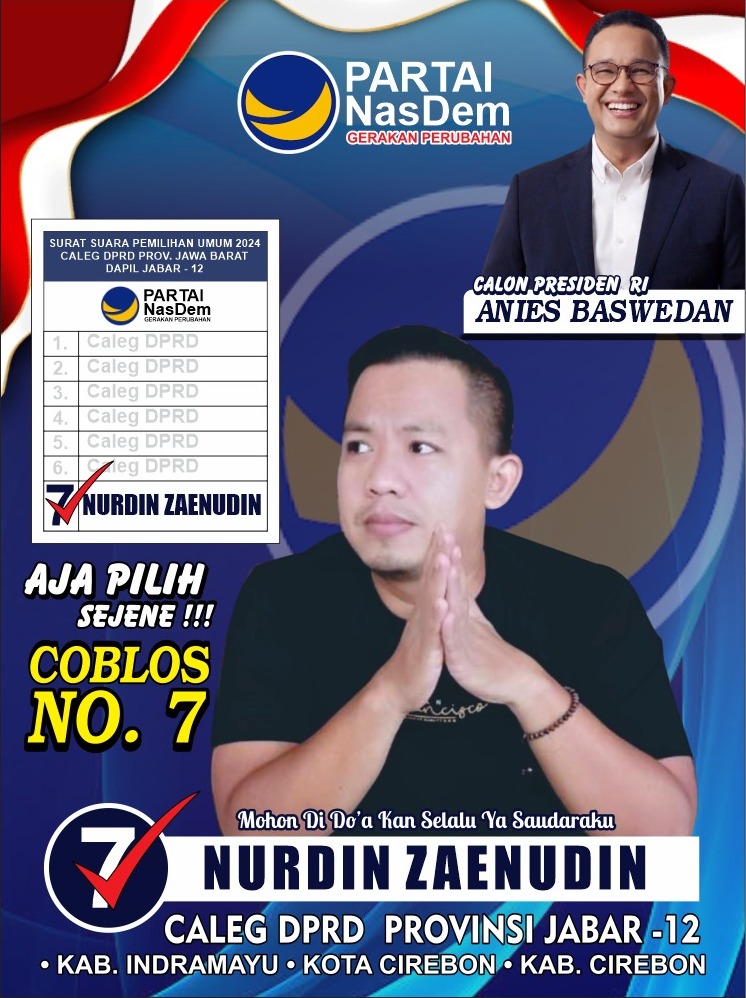 PARTAI
NasDem
GERAKAN PERUBAHAN
CALON PRESIDEN RI
ANIES BASWEDAN
SURAT SUARA PEMILIHAN UMUM 2024
CALEG DPRD PROV. JAWA BARAT
DAPIL JABAR - 12
PARTAI
NasDem
GERAKAN PERUBAHAN
1. Caleg DPRD
2. Caleg DPRD
3. Caleg DPRD
4. Caleg DPRD
5. Caleg DPRD
6. Caleg DPRD
7 NURDIN ZAENUDIN
AJA PILIH
SEJENE !!!
COBLOS
NO. 7
Mohon Di Do'a Kan Selalu Ya Saudaraku
7 NURDIN ZAENUDIN
CALEG DPRD PROVINSI JABAR -12
• KAB. INDRAMAYU • KOTA CIREBON • KAB. CIREBON